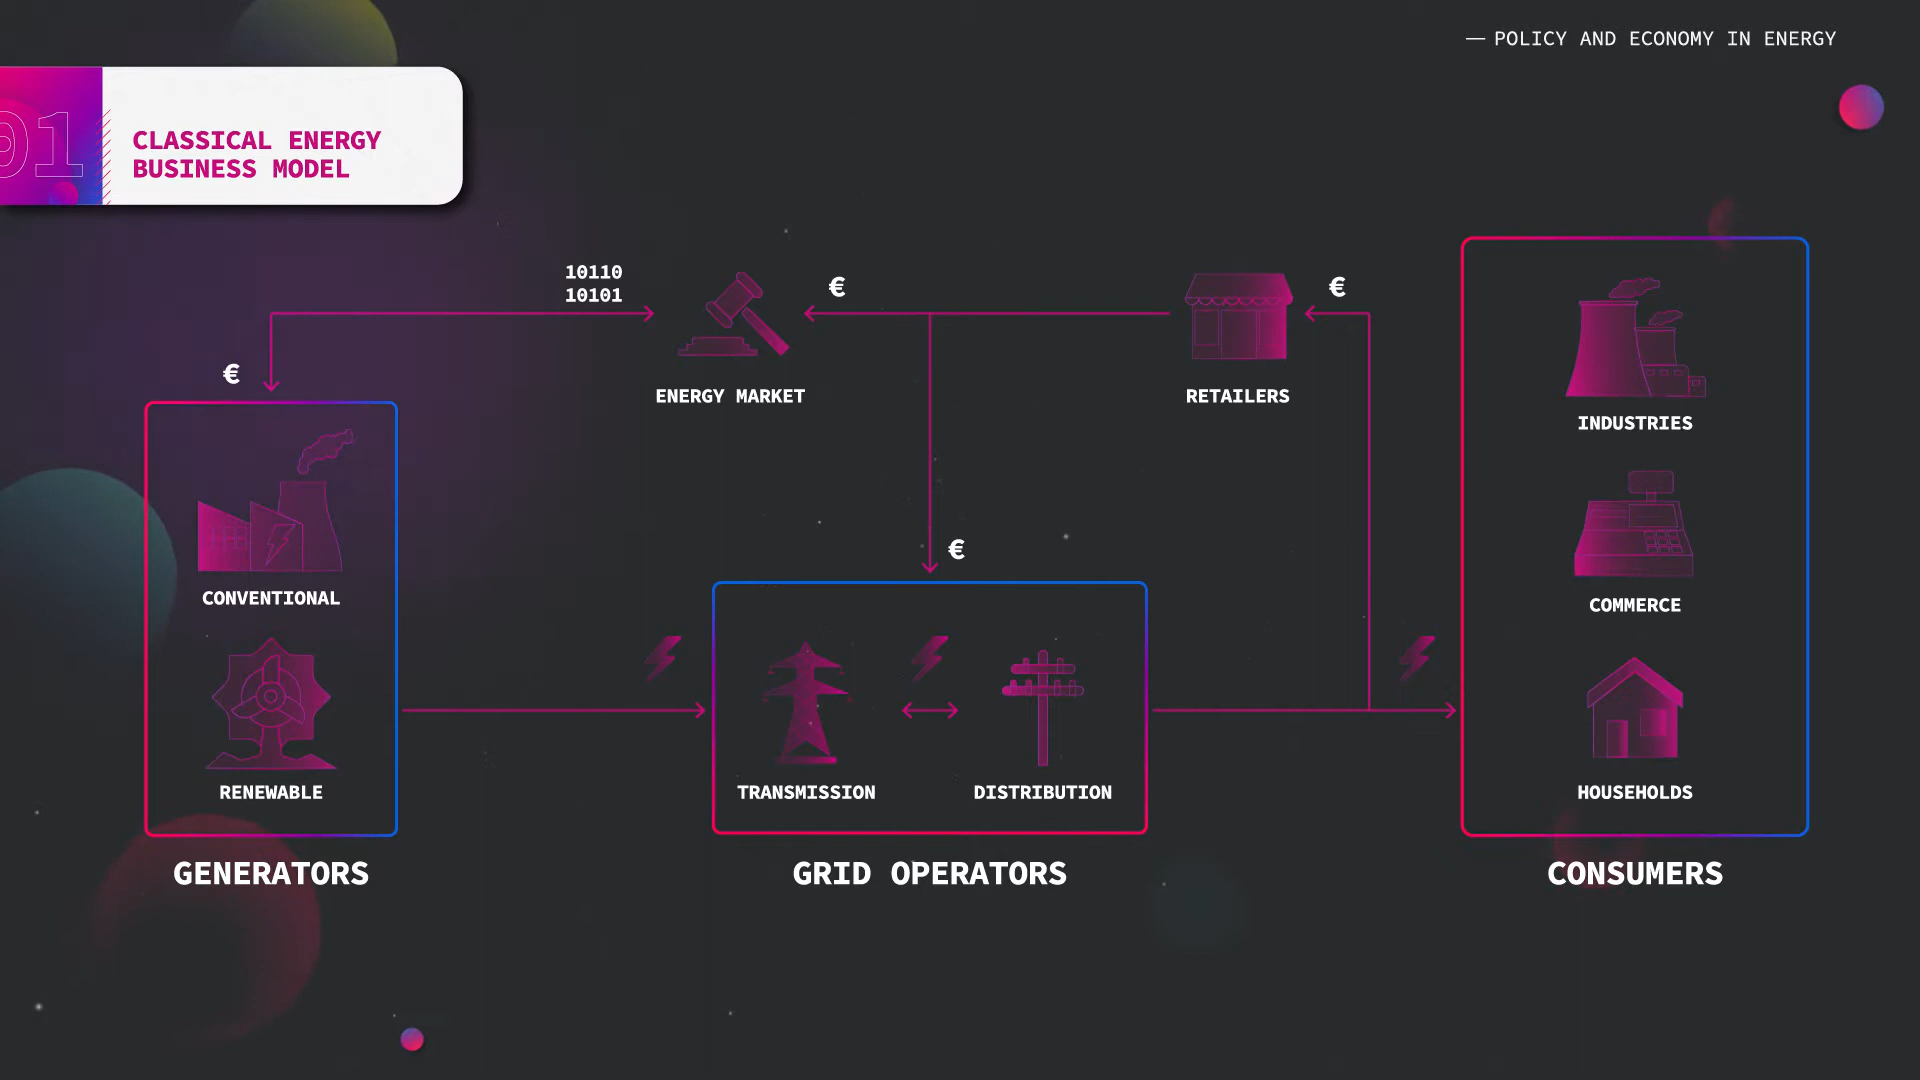 — POLICY AND ECONOMY IN ENERGY
01
CLASSICAL ENERGY
BUSINESS MODEL
10110
10101
€
€
€
ENERGY MARKET
RETAILERS
INDUSTRIES
€
CONVENTIONAL
COMMERCE
RENEWABLE
TRANSMISSION
DISTRIBUTION
HOUSEHOLDS
GENERATORS
GRID OPERATORS
CONSUMERS